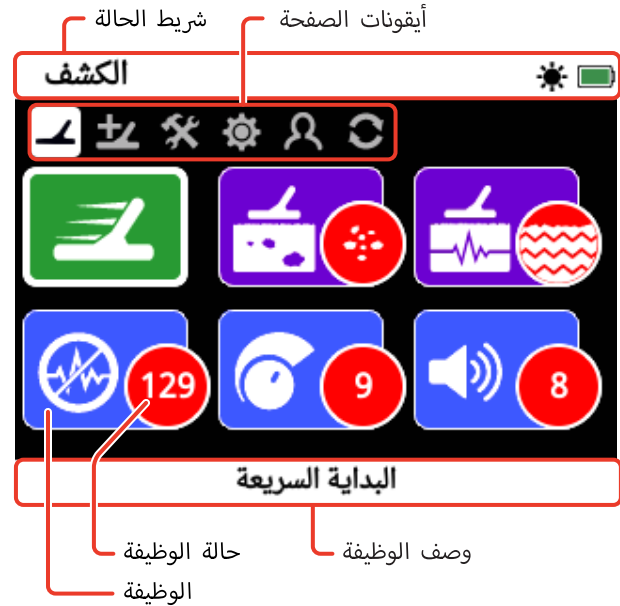 شريط الحالة
أيقونات الصفحة
الكشف
129
9
8
البداية السريعة
حالة الوظيفة
وصف الوظيفة
الوظيفة